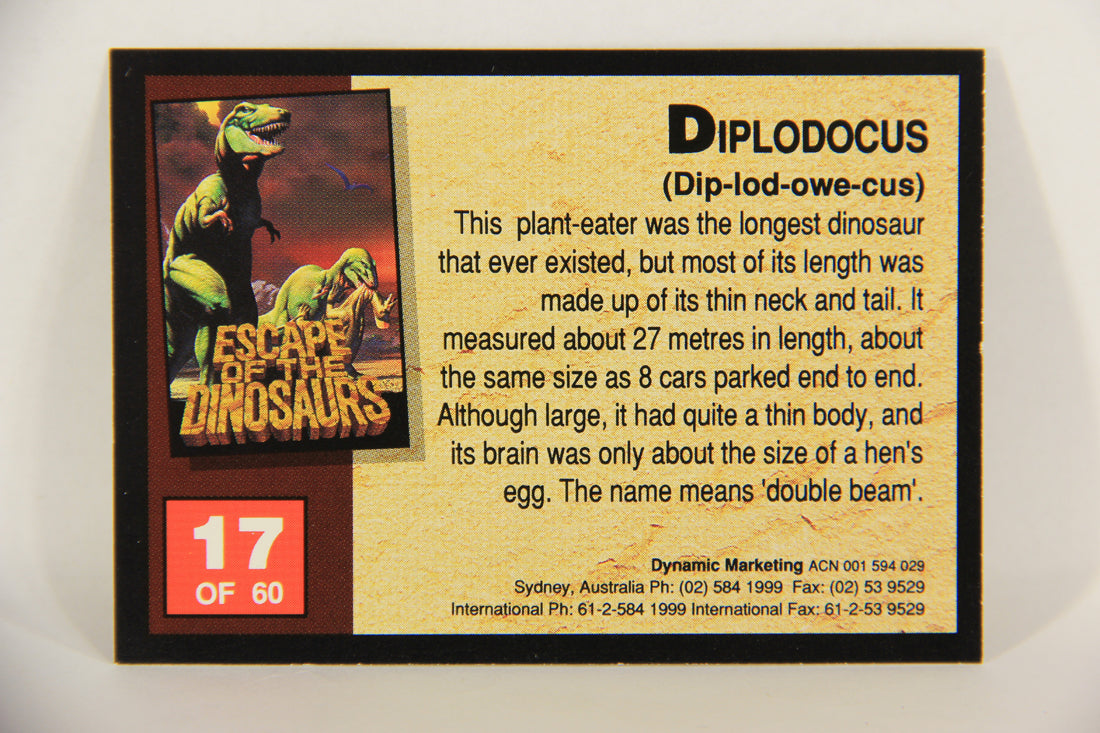 ESCAPE
OF THE
DINOSAURS
17
OF 60
DIPLODOCUS
(Dip-lod-owe-cus)
This plant-eater was the longest dinosaur
that ever existed, but most of its length was
made up of its thin neck and tail. It
measured about 27 metres in length, about
the same size as 8 cars parked end to end.
Although large, it had quite a thin body, and
its brain was only about the size of a hen's
egg. The name means 'double beam'.
Dynamic Marketing ACN 001 594 029
Sydney, Australia Ph: (02) 584 1999 Fax: (02) 53 9529
International Ph: 61-2-584 1999 International Fax: 61-2-53 9529